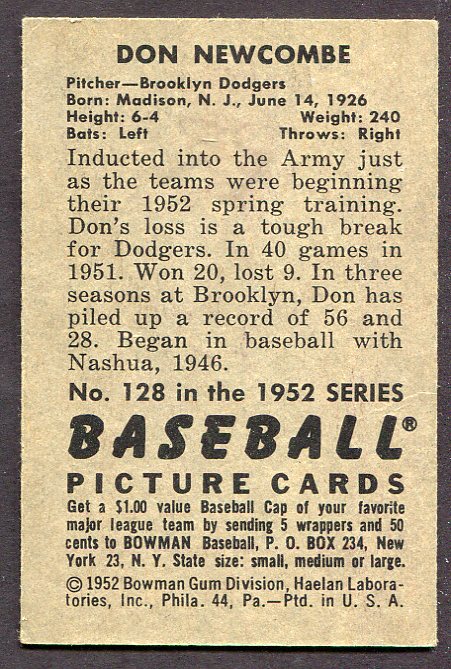 DON NEWCOMBE
Pitcher—Brooklyn Dodgers
Born: Madison, N. J., June 14, 1926
Height: 6-4 Weight: 240
Bats: Left Throws: Right
Inducted into the Army just
as the teams were beginning
their 1952 spring training.
Don's loss is a tough break
for Dodgers. In 40 games in
1951. Won 20, lost 9. In three
seasons at Brooklyn, Don has
piled up a record of 56 and
28. Began in baseball with
Nashua, 1946.
No. 128 in the 1952 SERIES
BASEBALL®
PICTURE CARDS
Get a $1.00 value Baseball Cap of your favorite
major league team by sending 5 wrappers and 50
cents to BOWMAN Baseball, P. O. BOX 234, New
York 23, N. Y. State size: small, medium or large.
©1952 Bowman Gum Division, Haelan Labora-
tories, Inc., Phila. 44, Pa.—Ptd. in U. S. A.